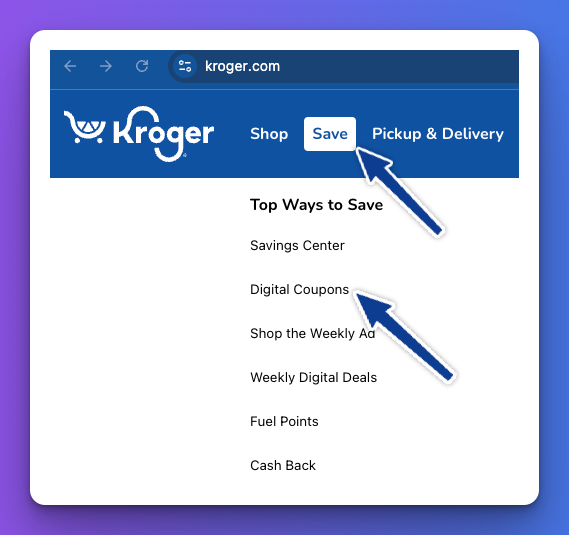 kroger.com
Kroger
Shop Save Pickup & Delivery
Top Ways to Save
Savings Center
Digital Coupons
Shop the Weekly Ad
Weekly Digital Deals
Fuel Points
Cash Back